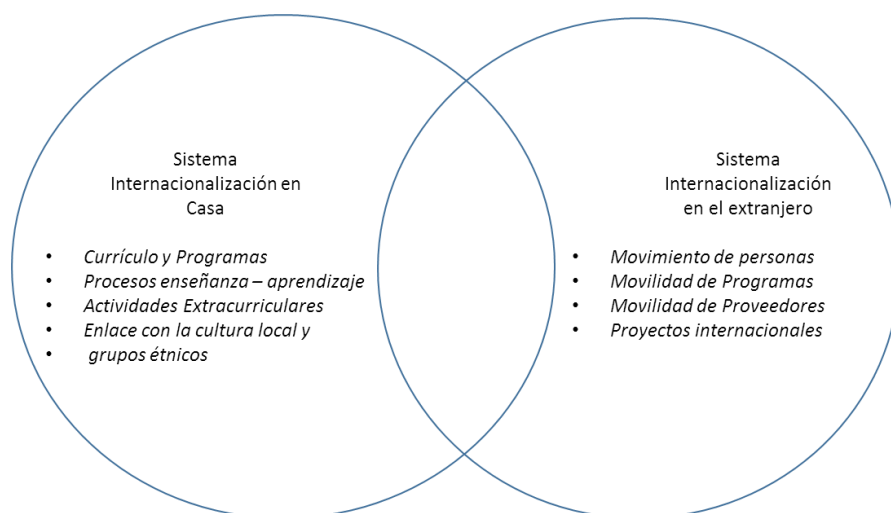 Sistema
Internacionalización en
Casa
• Currículo y Programas
• Procesos enseñanza – aprendizaje
• Actividades Extracurriculares
• Enlace con la cultura local y
• grupos étnicos
Sistema
Internacionalización
en el extranjero
• Movimiento de personas
• Movilidad de Programas
• Movilidad de Proveedores
• Proyectos internacionales